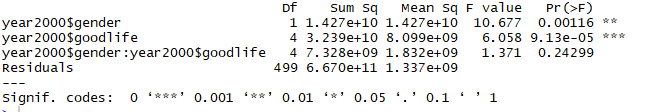 Df Sum Sq Mean Sq F value Pr(>F)
year2000$gender 1 1.427e+10 1.427e+10 10.677 0.00116 **
year2000$goodlife 4 3.239e+10 8.099e+09 6.058 9.13e-05 ***
year2000$gender:year2000$goodlife 4 7.328e+09 1.832e+09 1.371 0.24299
Residuals 499 6.670e+11 1.337e+09
---
Signif. codes: 0 ‘***’ 0.001 ‘**’ 0.01 ‘*’ 0.05 ‘.’ 0.1 ‘ ’ 1